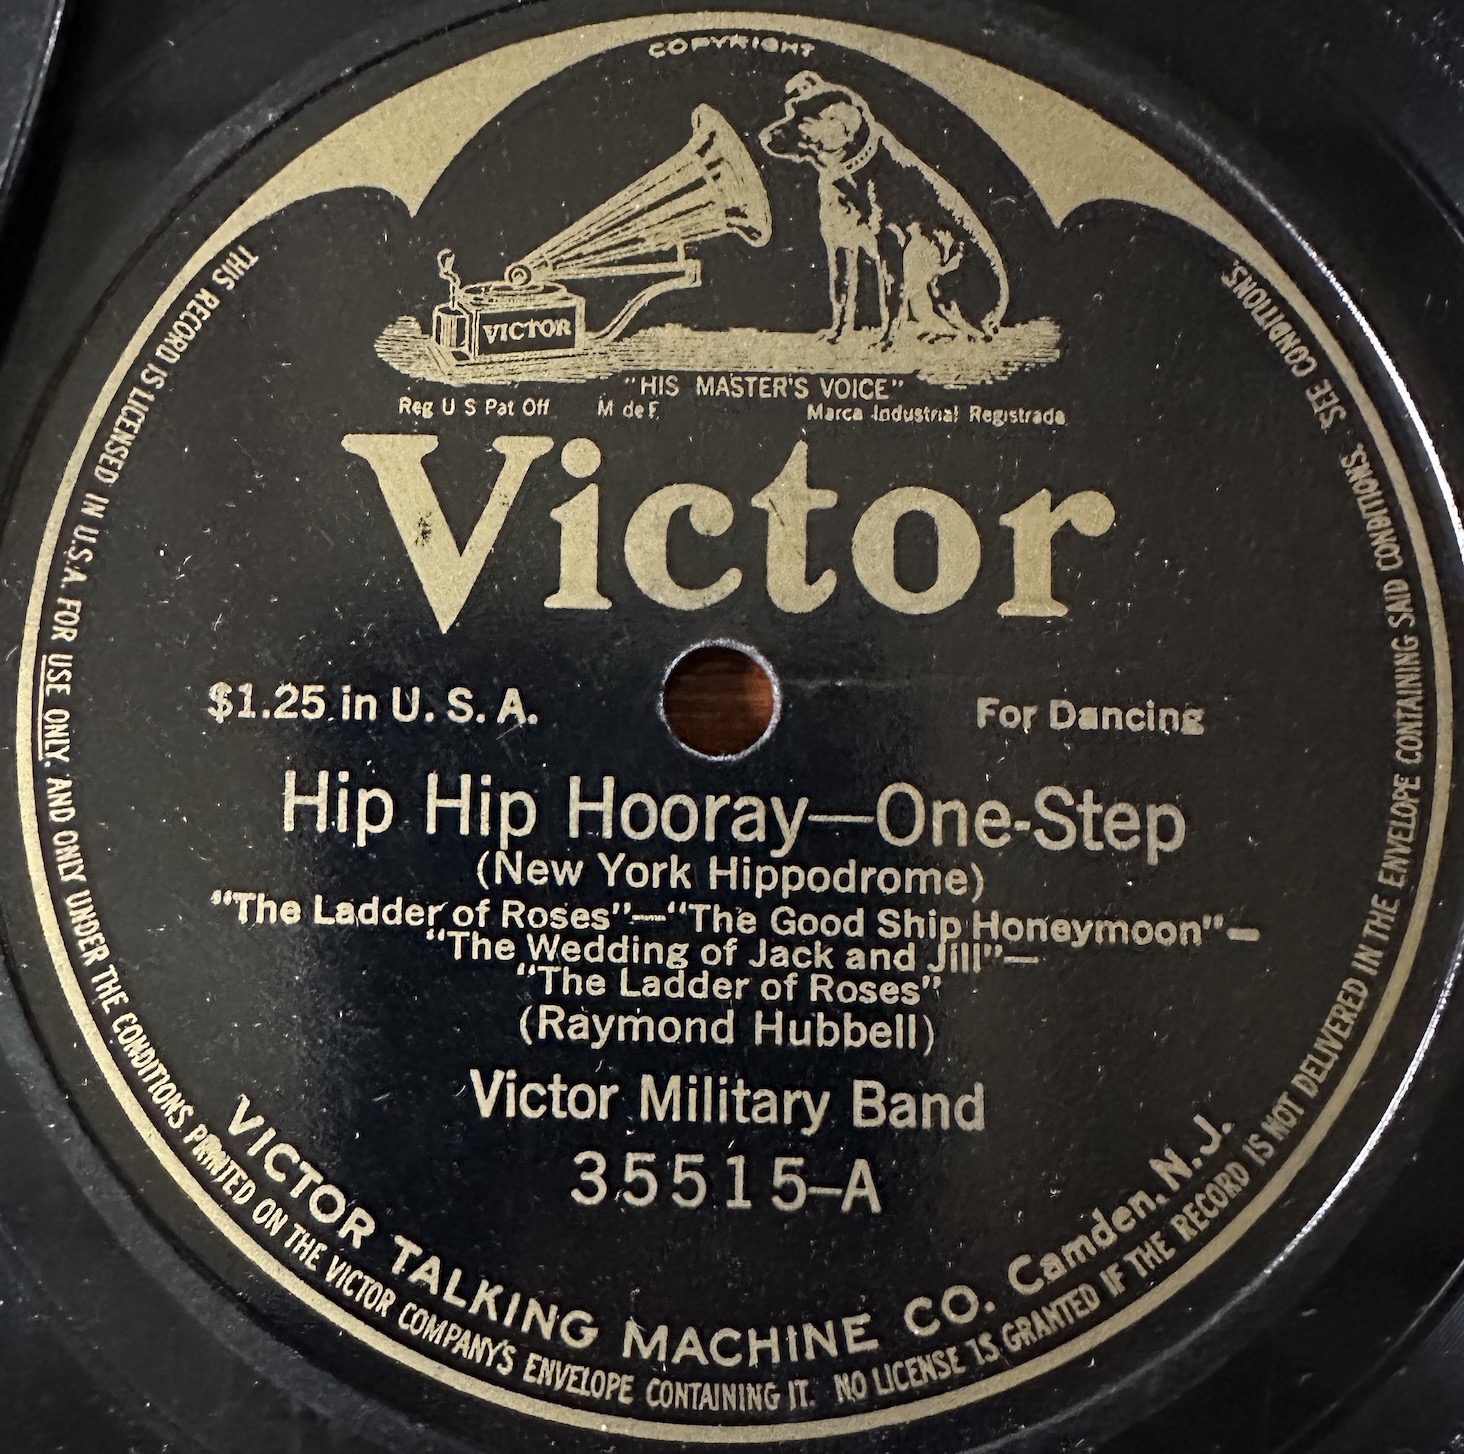 COPYRIGHT
VICTOR
"HIS MASTER'S VOICE"
Reg U S Pat Off M de F. Marca Industrial Registrada
Victor
$1.25 in U. S. A. For Dancing
Hip Hip Hooray—One-Step
(New York Hippodrome)
"The Ladder of Roses"—"The Good Ship Honeymoon"—
"The Wedding of Jack and Jill"—
"The Ladder of Roses"
(Raymond Hubbell)
Victor Military Band
35515-A
VICTOR TALKING MACHINE CO. Camden, N. J.
THIS RECORD IS LICENSED IN U.S.A. FOR USE ONLY, AND ONLY UNDER THE CONDITIONS PRINTED ON THE VICTOR COMPANY'S ENVELOPE CONTAINING IT. NO LICENSE IS GRANTED IF THE RECORD IS NOT DELIVERED IN THE ENVELOPE CONTAINING SAID CONDITIONS. SEE CONDITIONS.